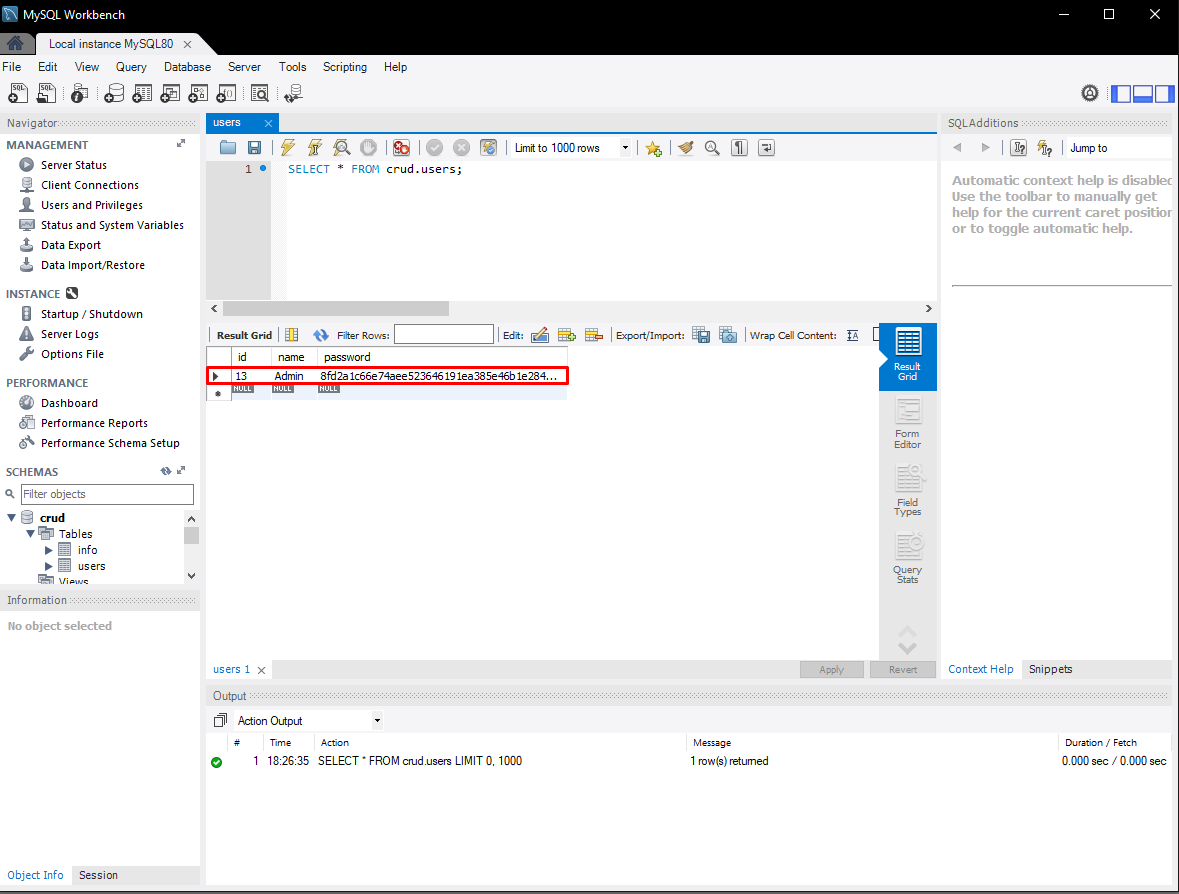 MySQL Workbench
Local instance MySQL80
File Edit View Query Database Server Tools Scripting Help
Navigator
MANAGEMENT
Server Status
Client Connections
Users and Privileges
Status and System Variables
Data Export
Data Import/Restore
INSTANCE
Startup / Shutdown
Server Logs
Options File
PERFORMANCE
Dashboard
Performance Reports
Performance Schema Setup
SCHEMAS
Filter objects
crud
Tables
info
users
Views
Information
No object selected
Object Info Session
users
Limit to 1000 rows
1 SELECT * FROM crud.users;
Result Grid Filter Rows: Edit: Export/Import: Wrap Cell Content:
id name password
13 Admin 8fd2a1c66e74aee523646191ea385e46b1e284...
NULL NULL NULL
Result
Grid
Form
Editor
Field
Types
Query
Stats
users 1 Apply Revert
SQLAdditions
Jump to
Automatic context help is disabled
Use the toolbar to manually get
help for the current caret position
or to toggle automatic help.
Context Help Snippets
Output
Action Output
# Time Action Message Duration / Fetch
1 18:26:35 SELECT * FROM crud.users LIMIT 0, 1000 1 row(s) returned 0.000 sec / 0.000 sec